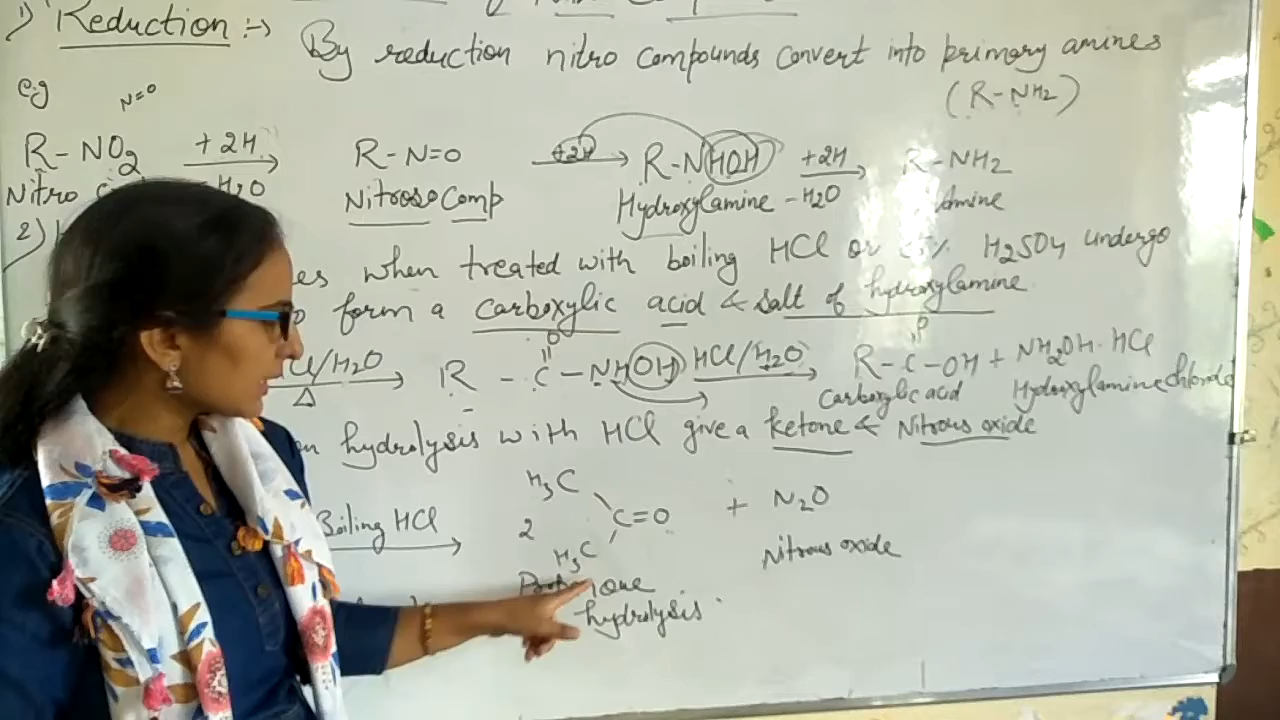 1) Reduction :→ By reduction nitro compounds convert into primary amines
(R-NH2)
e.g
N=O
R-NO2 +2H → R-N=O +2H → R-NHOH +2H → R-NH2
Nitro H2O Nitroso Comp Hydroxylamine -H2O Amine
2)
when treated with boiling HCl or % H2SO4 undergo
form a carboxylic acid & salt of hydroxylamine
O O
HCl/H2O → R-C-NHOH HCl/H2O → R-C-OH + NH2OH·HCl
Δ Carboxylic acid Hydroxylamine chloride
hydrolysis with HCl give a ketone & Nitrous oxide
H3C
Boiling HCl → 2 C=O + N2O
H3C Nitrous oxide
hydrolysis